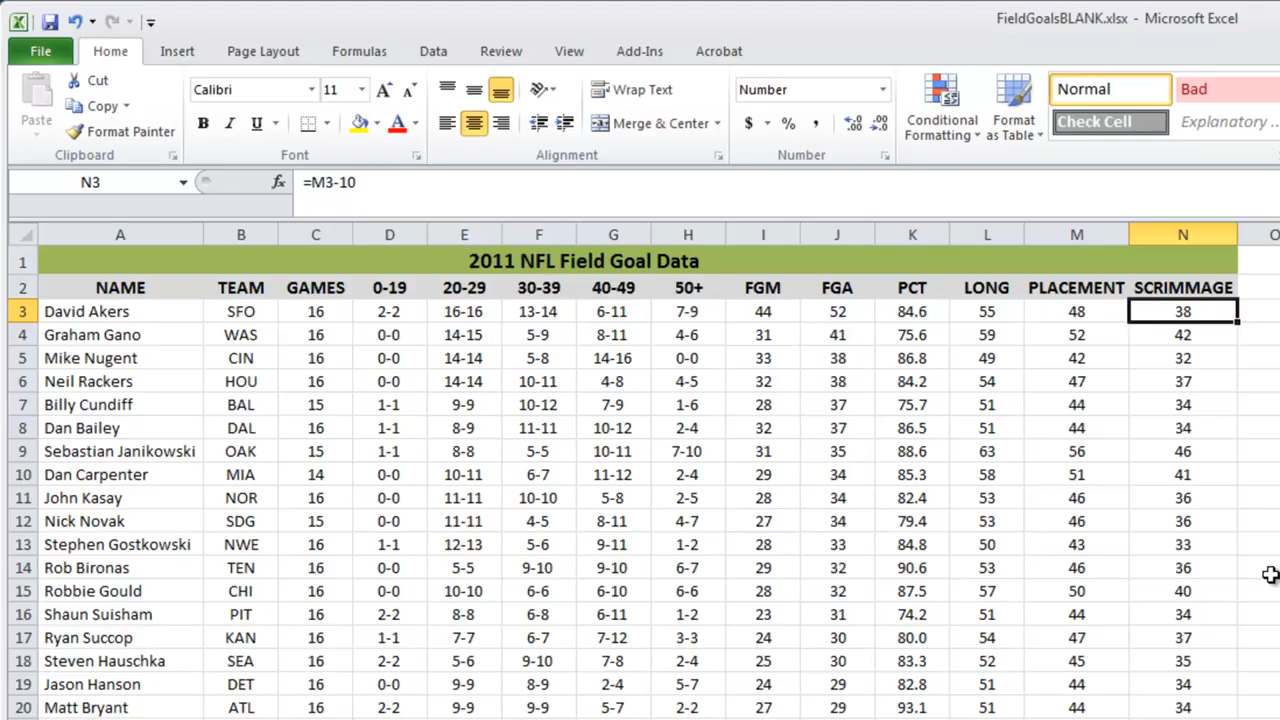 FieldGoalsBLANK.xlsx - Microsoft Excel
File Home Insert Page Layout Formulas Data Review View Add-Ins Acrobat
Paste Cut Copy Format Painter Clipboard
Calibri 11 A A B I U A Font
Wrap Text Merge & Center Alignment
Number $ % , .00 .0 Number
Conditional Formatting Format as Table
Normal Bad
Check Cell Explanatory ...
N3 fx =M3-10
A B C D E F G H I J K L M N O
1 2011 NFL Field Goal Data
2 NAME TEAM GAMES 0-19 20-29 30-39 40-49 50+ FGM FGA PCT LONG PLACEMENT SCRIMMAGE
3 David Akers SFO 16 2-2 16-16 13-14 6-11 7-9 44 52 84.6 55 48 38
4 Graham Gano WAS 16 0-0 14-15 5-9 8-11 4-6 31 41 75.6 59 52 42
5 Mike Nugent CIN 16 0-0 14-14 5-8 14-16 0-0 33 38 86.8 49 42 32
6 Neil Rackers HOU 16 0-0 14-14 10-11 4-8 4-5 32 38 84.2 54 47 37
7 Billy Cundiff BAL 15 1-1 9-9 10-12 7-9 1-6 28 37 75.7 51 44 34
8 Dan Bailey DAL 16 1-1 8-9 11-11 10-12 2-4 32 37 86.5 51 44 34
9 Sebastian Janikowski OAK 15 1-1 8-8 5-5 10-11 7-10 31 35 88.6 63 56 46
10 Dan Carpenter MIA 14 0-0 10-11 6-7 11-12 2-4 29 34 85.3 58 51 41
11 John Kasay NOR 16 0-0 11-11 10-10 5-8 2-5 28 34 82.4 53 46 36
12 Nick Novak SDG 15 0-0 11-11 4-5 8-11 4-7 27 34 79.4 53 46 36
13 Stephen Gostkowski NWE 16 1-1 12-13 5-6 9-11 1-2 28 33 84.8 50 43 33
14 Rob Bironas TEN 16 0-0 5-5 9-10 9-10 6-7 29 32 90.6 53 46 36
15 Robbie Gould CHI 16 0-0 10-10 6-6 6-10 6-6 28 32 87.5 57 50 40
16 Shaun Suisham PIT 16 2-2 8-8 6-8 6-11 1-2 23 31 74.2 51 44 34
17 Ryan Succop KAN 16 1-1 7-7 6-7 7-12 3-3 24 30 80.0 54 47 37
18 Steven Hauschka SEA 16 2-2 5-6 9-10 7-8 2-4 25 30 83.3 52 45 35
19 Jason Hanson DET 16 0-0 9-9 8-9 2-4 5-7 24 29 82.8 51 44 34
20 Matt Bryant ATL 16 2-2 9-9 9-9 5-7 2-2 27 29 93.1 51 44 34